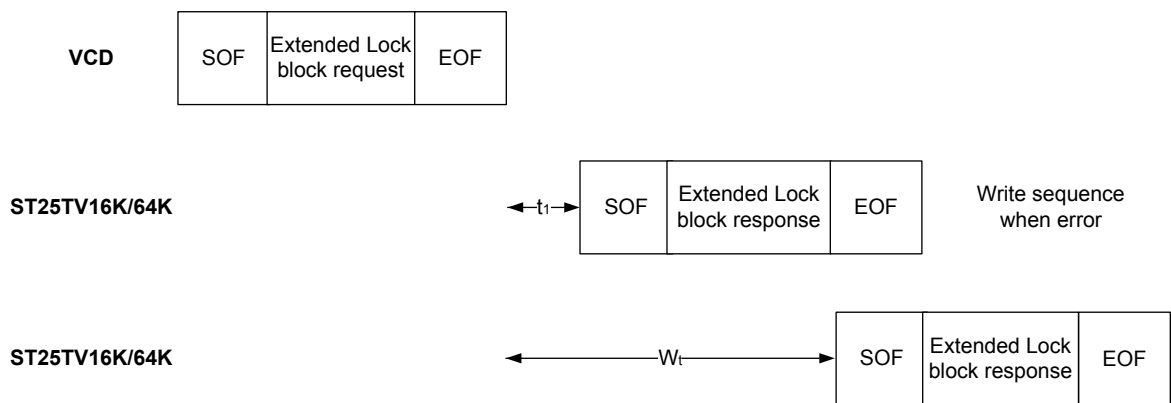 VCD
SOF
Extended Lock
block request
EOF
ST25TV16K/64K
t1
SOF
Extended Lock
block response
EOF
Write sequence
when error
ST25TV16K/64K
Wt
SOF
Extended Lock
block response
EOF